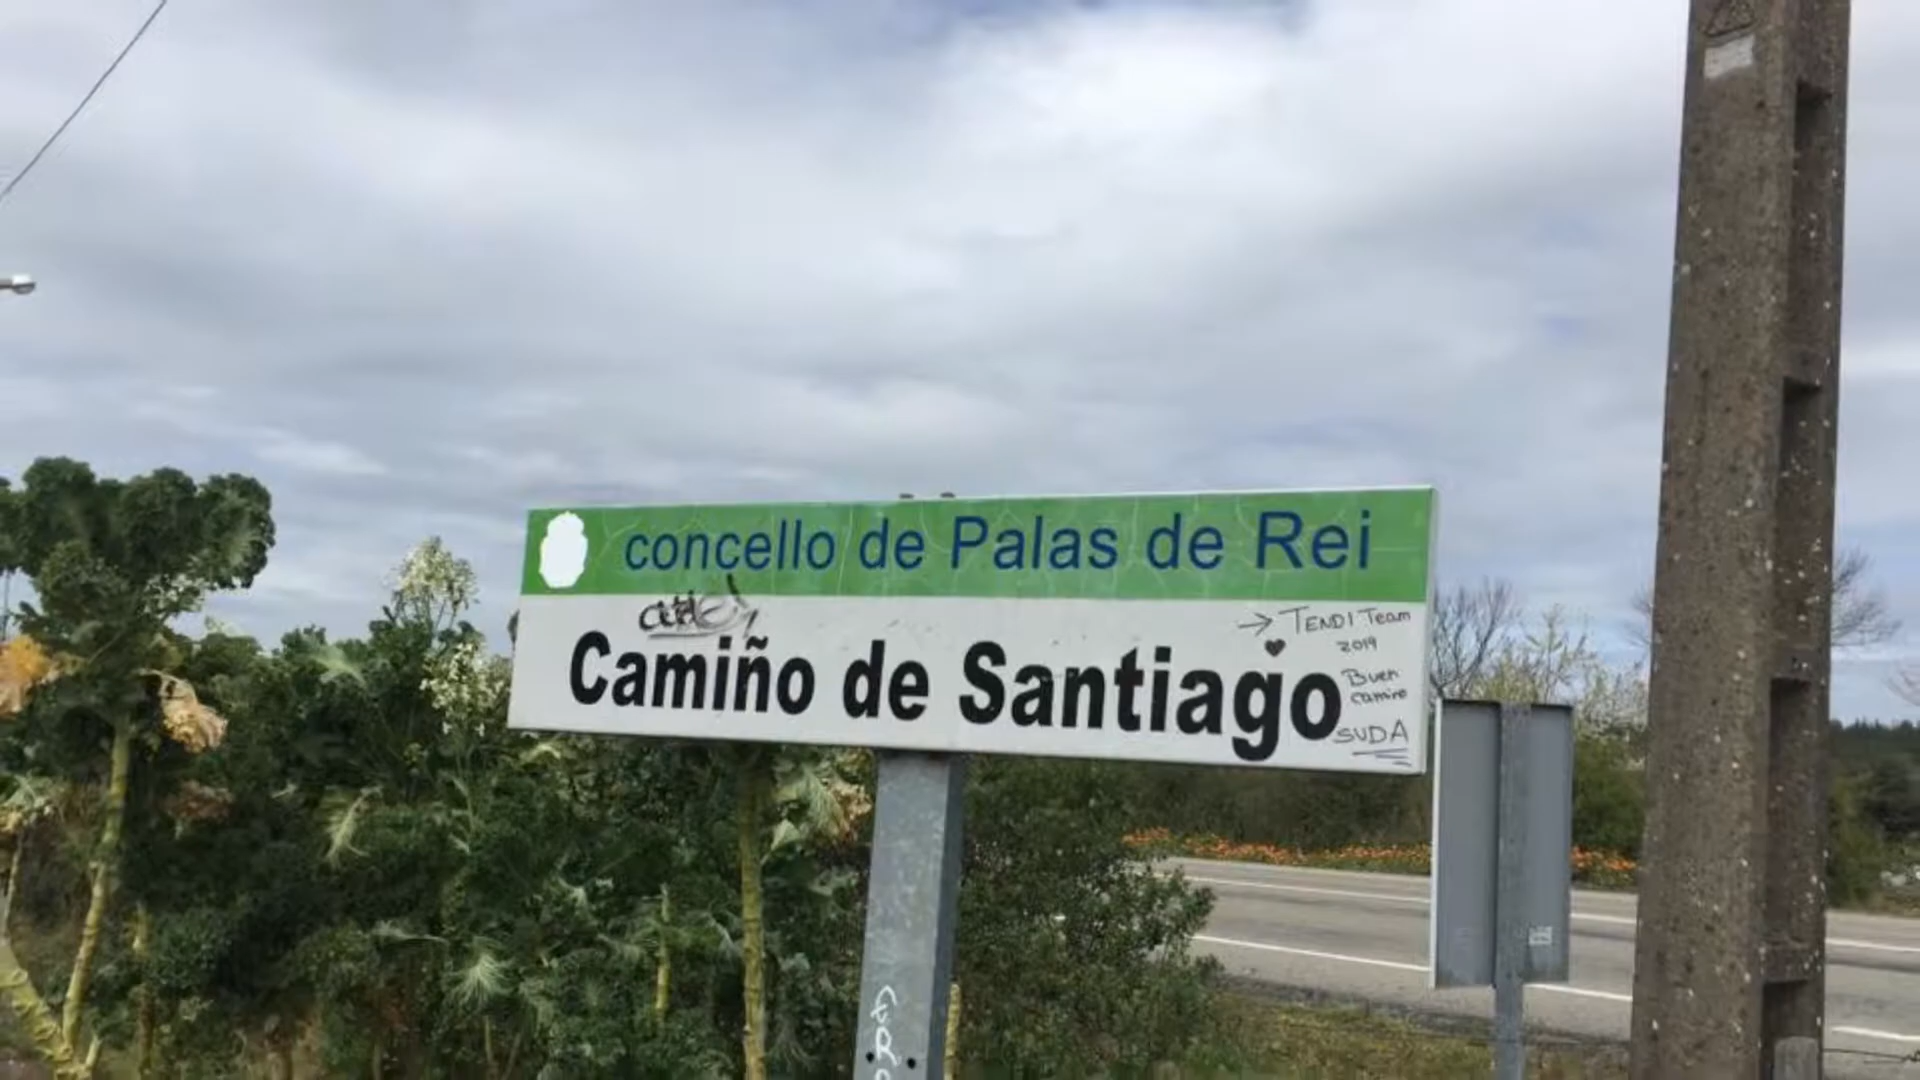 concello de Palas de Rei
→ TENDI Team
♥ 2019
Camiño de Santiago
Buen
camino
SUDA